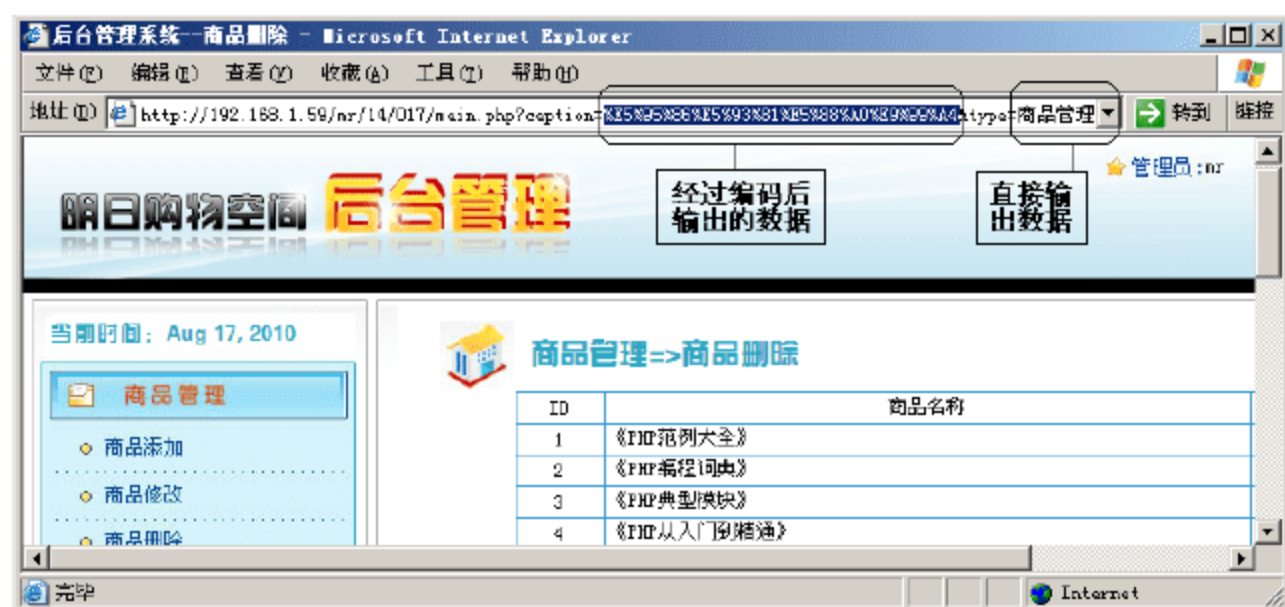 后台管理系统--商品删除 - Microsoft Internet Explorer
文件(F) 编辑(E) 查看(V) 收藏(A) 工具(T) 帮助(H)
地址(D) http://192.168.1.59/nr/14/017/main.php?caption=%E5%95%86%E5%93%81%E5%88%A0%E9%99%A4&type=商品管理 转到 链接
管理员:nr
明日购物空间 后台管理
经过编码后
输出的数据
直接输
出数据
当前时间: Aug 17, 2010
商品管理=>商品删除
商品管理
ID 商品名称
1 《PHP范例大全》
商品添加
2 《PHP编程词典》
商品修改
3 《PHP典型模块》
商品删除
4 《PHP从入门到精通》
完毕 Internet